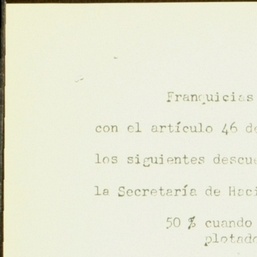 Franquicias
con el artículo 46 de
los siguientes descue
la Secretaría de Haci
50 % cuando
plotado